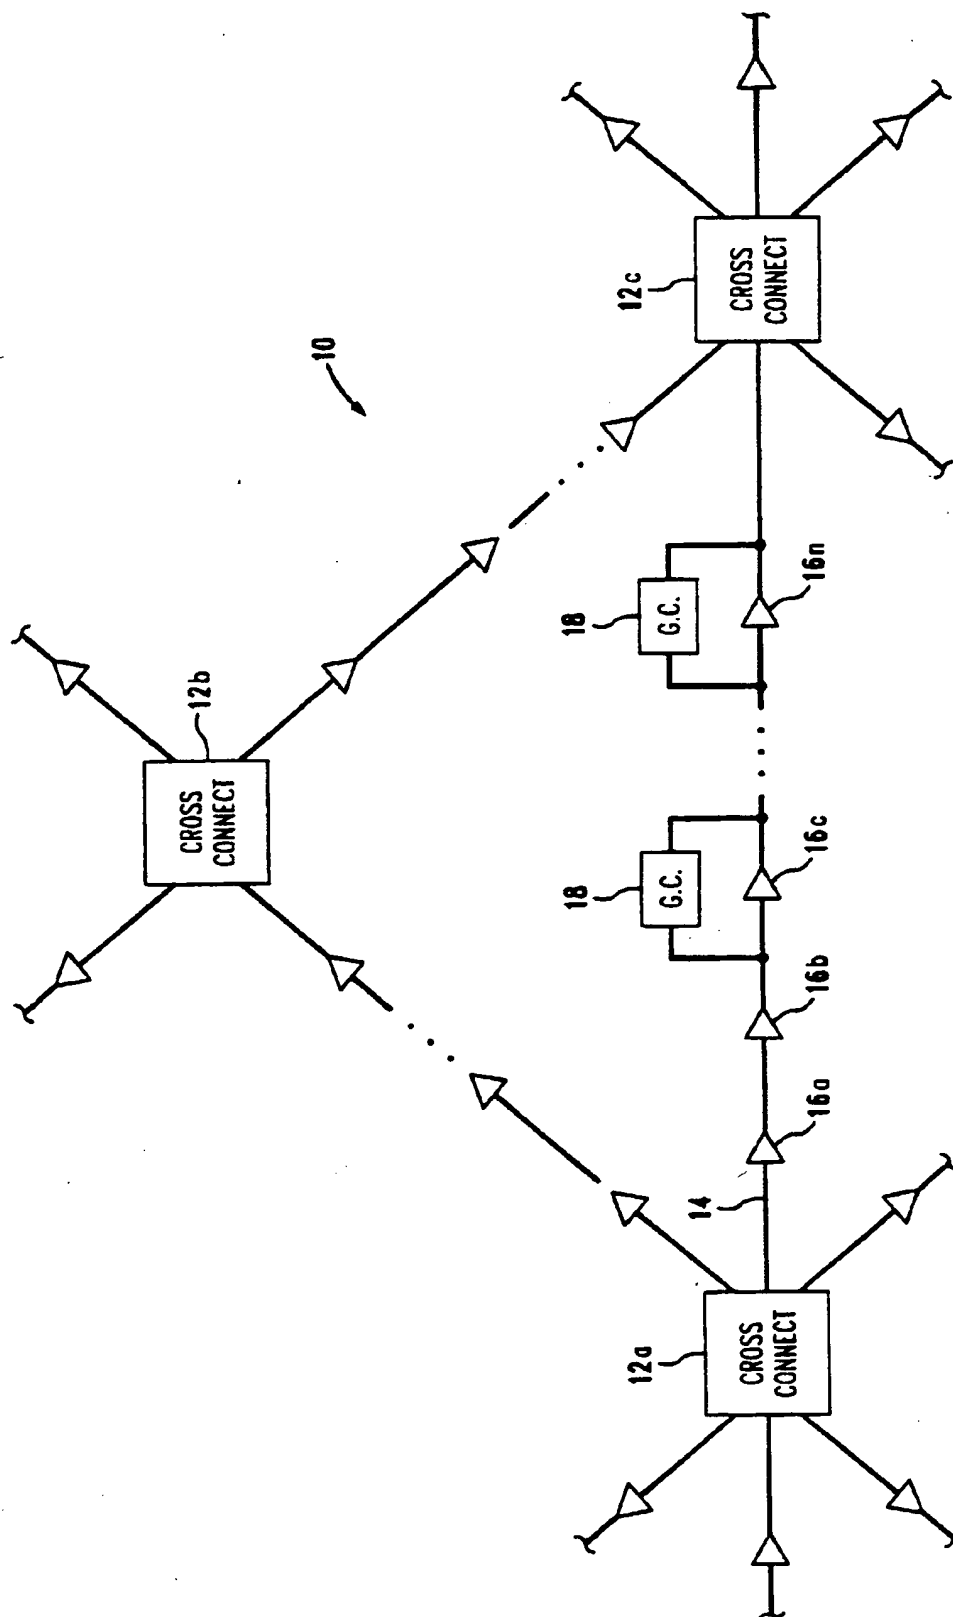 10
12b
CROSS
CONNECT
18
G.C.
18
G.C.
12a
CROSS
CONNECT
14
16a
16b
16c
16n
12c
CROSS
CONNECT